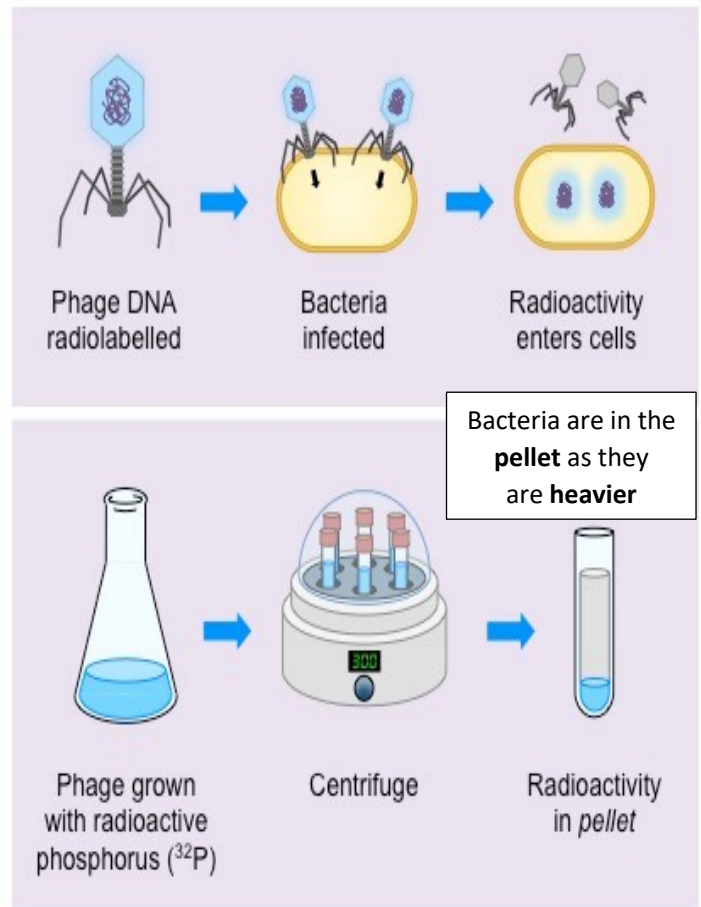 Phage DNA
radiolabelled
Bacteria
infected
Radioactivity
enters cells
Bacteria are in the
pellet as they
are heavier
300
Phage grown
with radioactive
phosphorus (³²P)
Centrifuge
Radioactivity
in pellet